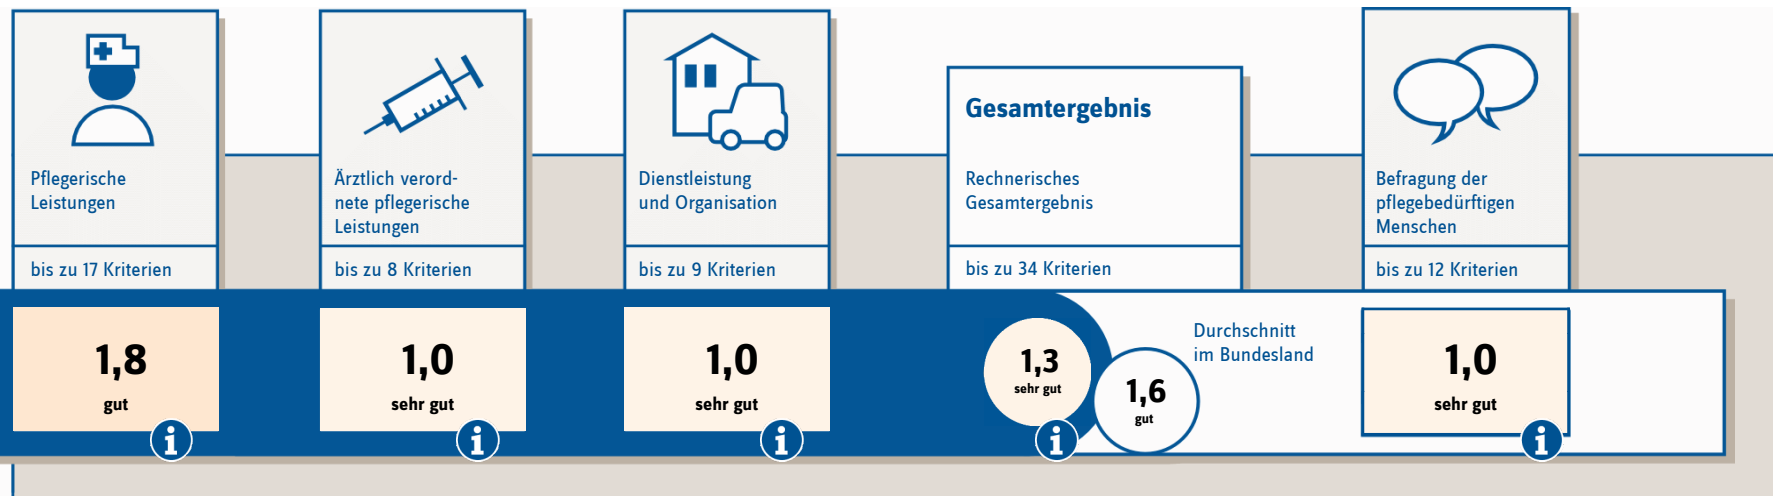 Pflegerische
Leistungen
bis zu 17 Kriterien
1,8
gut
i
Ärztlich verord-
nete pflegerische
Leistungen
bis zu 8 Kriterien
1,0
sehr gut
i
Dienstleistung
und Organisation
bis zu 9 Kriterien
1,0
sehr gut
i
Gesamtergebnis
Rechnerisches
Gesamtergebnis
bis zu 34 Kriterien
1,3
sehr gut
i
Durchschnitt
im Bundesland
1,6
gut
Befragung der
pflegebedürftigen
Menschen
bis zu 12 Kriterien
1,0
sehr gut
i